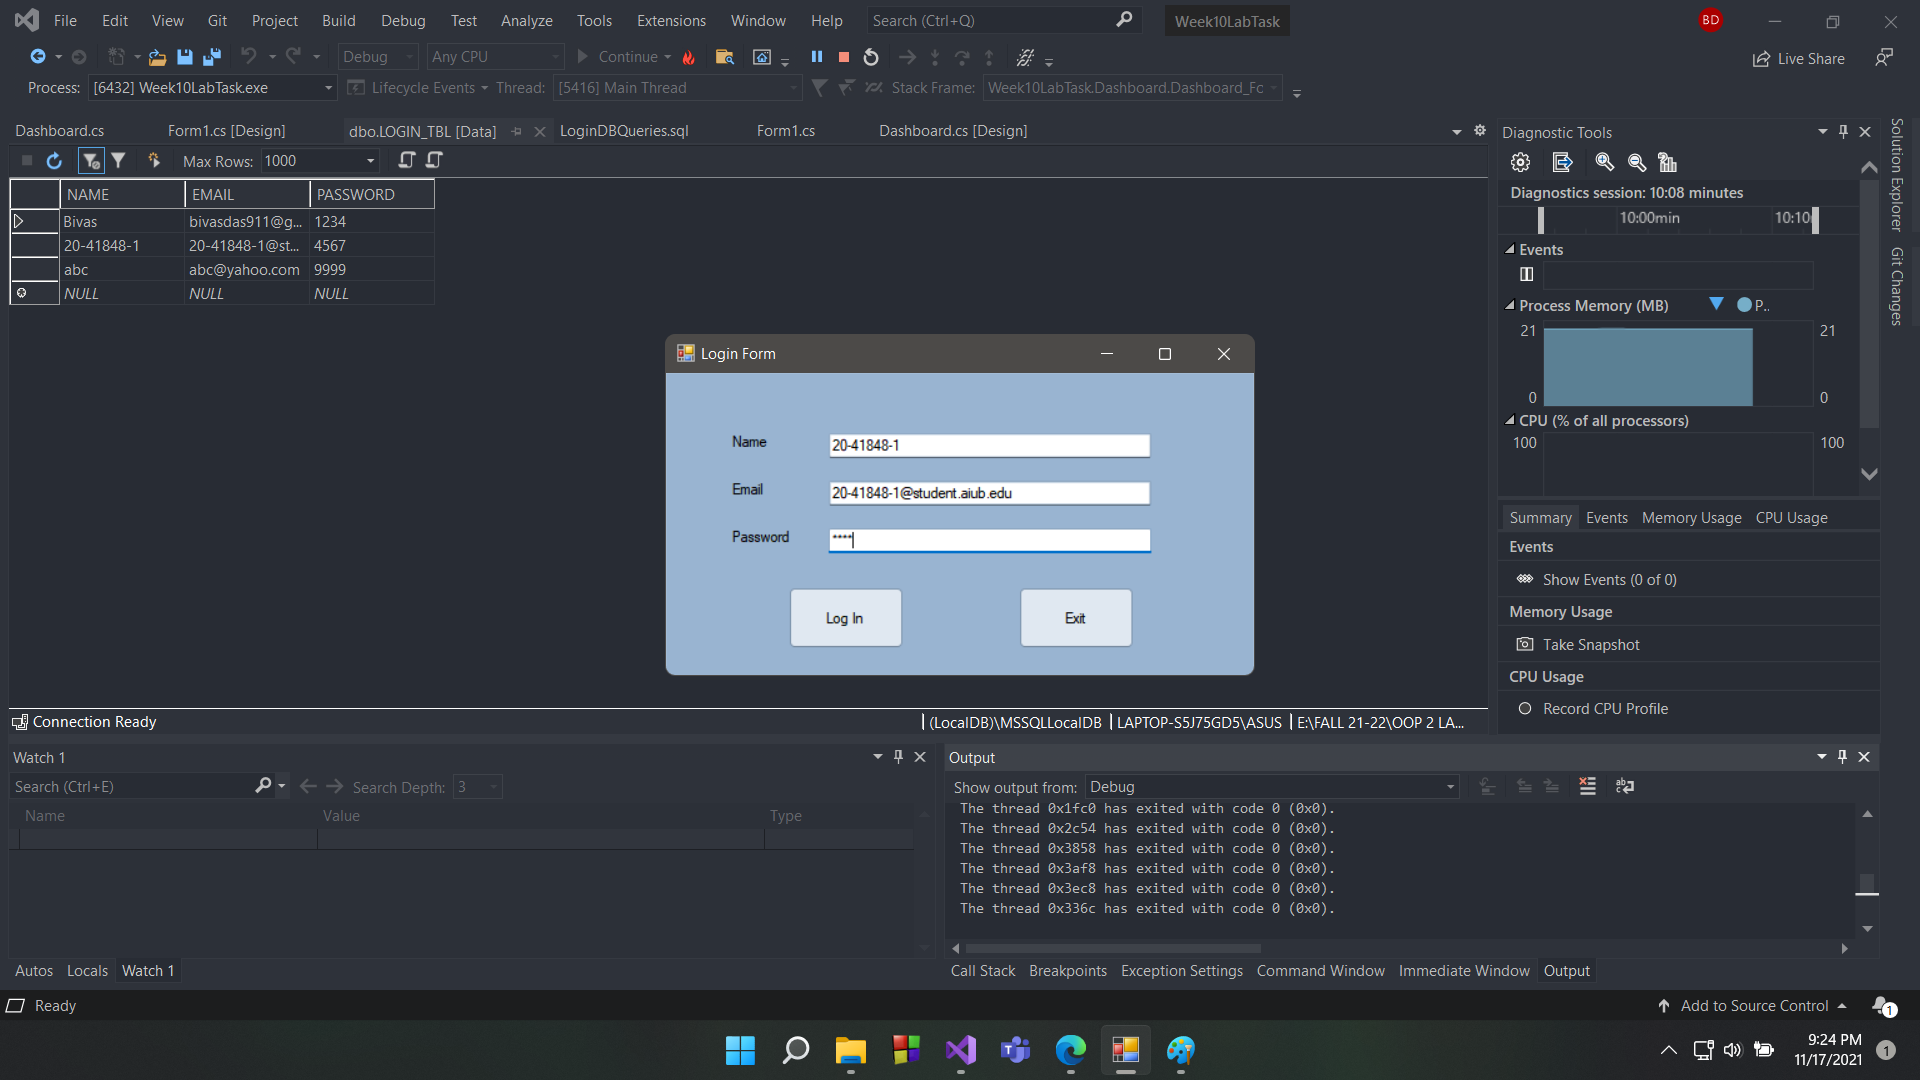 File Edit View Git Project Build Debug Test Analyze Tools Extensions Window Help Search (Ctrl+Q) Week10LabTask BD
Debug Any CPU Continue Live Share
Process: [6432] Week10LabTask.exe Lifecycle Events Thread: [5416] Main Thread Stack Frame: Week10LabTask.Dashboard.Dashboard_Fc
Dashboard.cs Form1.cs [Design] dbo.LOGIN_TBL [Data] LoginDBQueries.sql Form1.cs Dashboard.cs [Design]
Max Rows: 1000
NAME EMAIL PASSWORD
Bivas bivasdas911@g... 1234
20-41848-1 20-41848-1@st... 4567
abc abc@yahoo.com 9999
NULL NULL NULL
Login Form
Name 20-41848-1
Email 20-41848-1@student.aiub.edu
Password ****
Log In Exit
Connection Ready (LocalDB)\MSSQLLocalDB LAPTOP-S5J75GD5\ASUS E:\FALL 21-22\OOP 2 LA...
Diagnostic Tools
Diagnostics session: 10:08 minutes
10:00min 10:10
Events
Process Memory (MB) P..
21 21
0 0
CPU (% of all processors)
100 100
Summary Events Memory Usage CPU Usage
Events
Show Events (0 of 0)
Memory Usage
Take Snapshot
CPU Usage
Record CPU Profile
Solution Explorer
Git Changes
Watch 1
Search (Ctrl+E) Search Depth: 3
Name Value Type
Autos Locals Watch 1
Output
Show output from: Debug
The thread 0x1fc0 has exited with code 0 (0x0).
The thread 0x2c54 has exited with code 0 (0x0).
The thread 0x3858 has exited with code 0 (0x0).
The thread 0x3af8 has exited with code 0 (0x0).
The thread 0x3ec8 has exited with code 0 (0x0).
The thread 0x336c has exited with code 0 (0x0).
Call Stack Breakpoints Exception Settings Command Window Immediate Window Output
Ready Add to Source Control 1
9:24 PM
11/17/2021 1